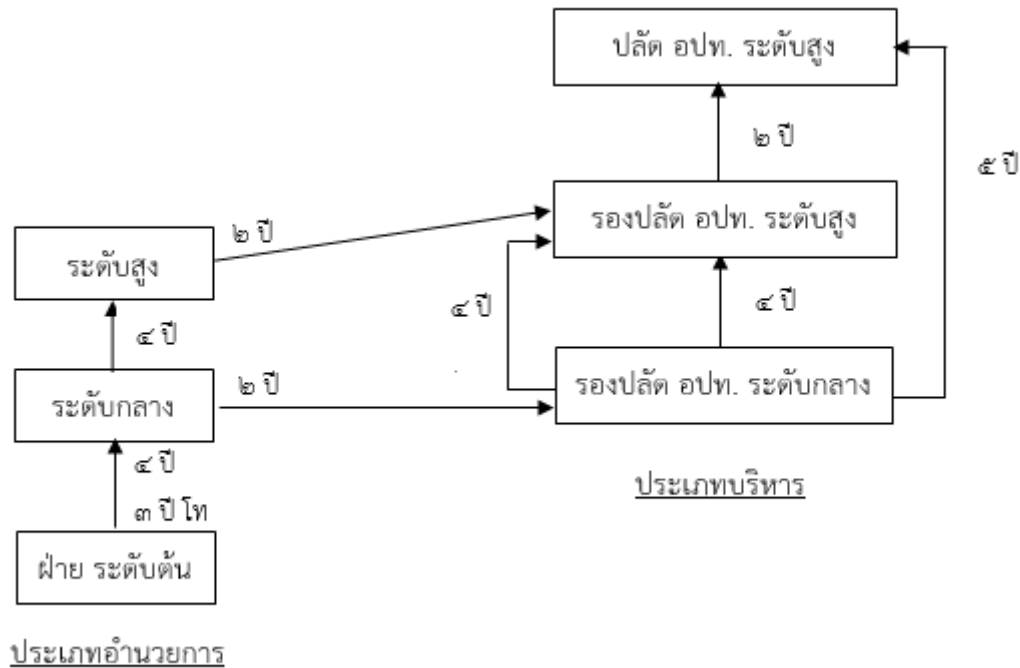 ปลัด อปท. ระดับสูง
๒ ปี
๕ ปี
รองปลัด อปท. ระดับสูง
๒ ปี
ระดับสูง
๔ ปี
๔ ปี
๔ ปี
รองปลัด อปท. ระดับกลาง
๒ ปี
ระดับกลาง
๔ ปี
ประเภทบริหาร
๓ ปี โท
ฝ่าย ระดับต้น
ประเภทอำนวยการ